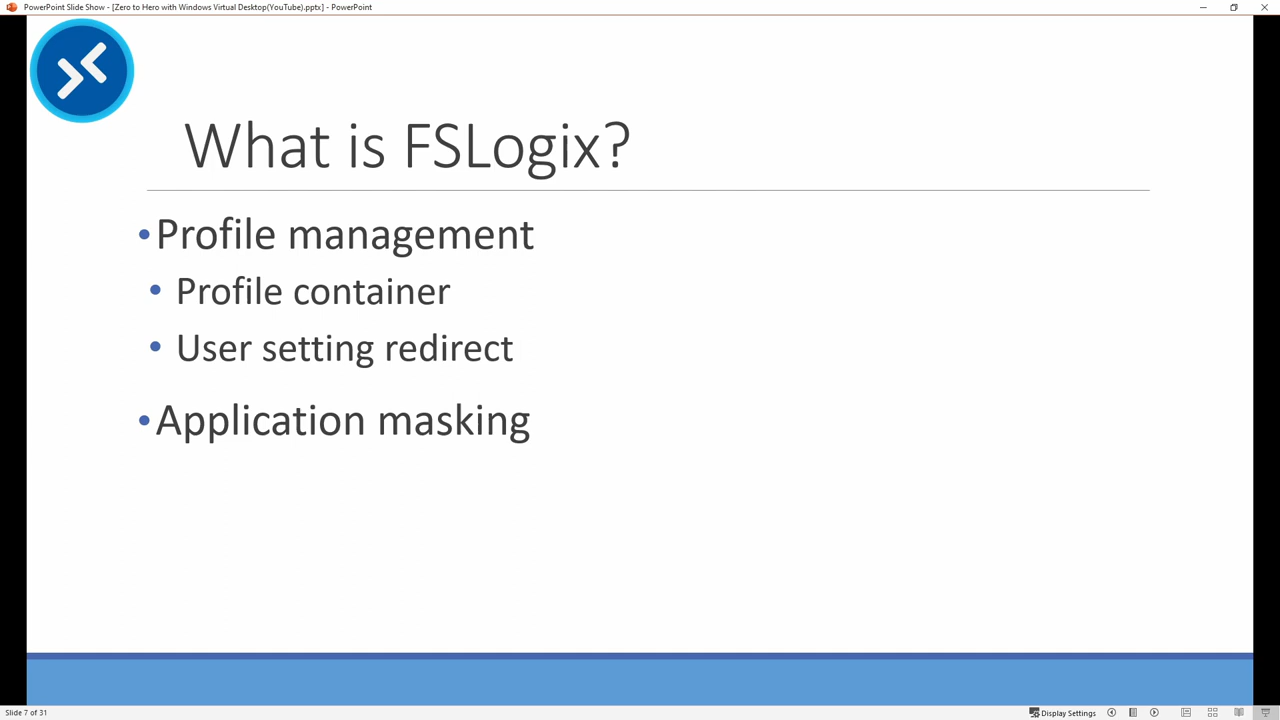 PowerPoint Slide Show - [Zero to Hero with Windows Virtual Desktop(YouTube).pptx] - PowerPoint
What is FSLogix?
•Profile management
• Profile container
• User setting redirect
•Application masking
Slide 7 of 31
Display Settings